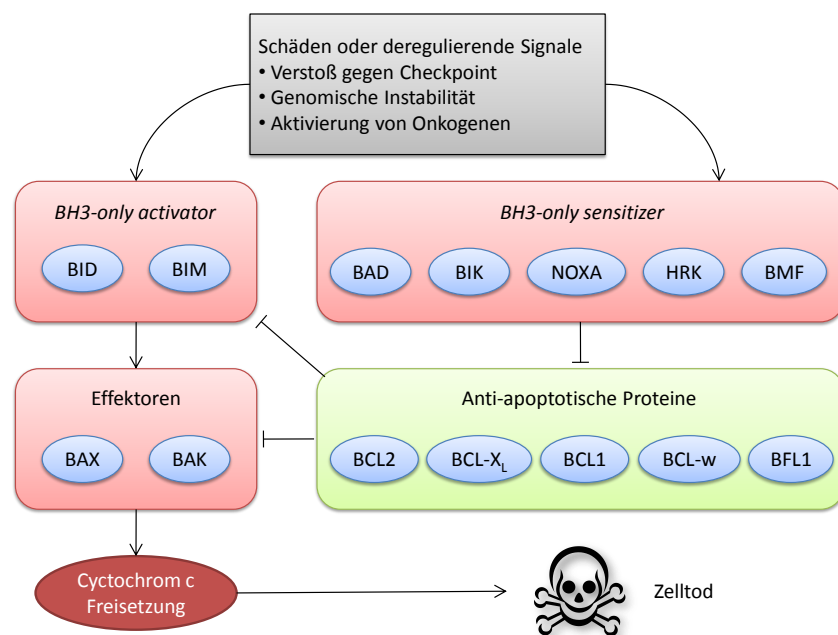 Schäden oder deregulierende Signale
• Verstoß gegen Checkpoint
• Genomische Instabilität
• Aktivierung von Onkogenen
BH3-only activator
BID
BIM
BH3-only sensitizer
BAD
BIK
NOXA
HRK
BMF
Effektoren
BAX
BAK
Anti-apoptotische Proteine
BCL2
BCL-XL
BCL1
BCL-w
BFL1
Cyctochrom c
Freisetzung
Zelltod